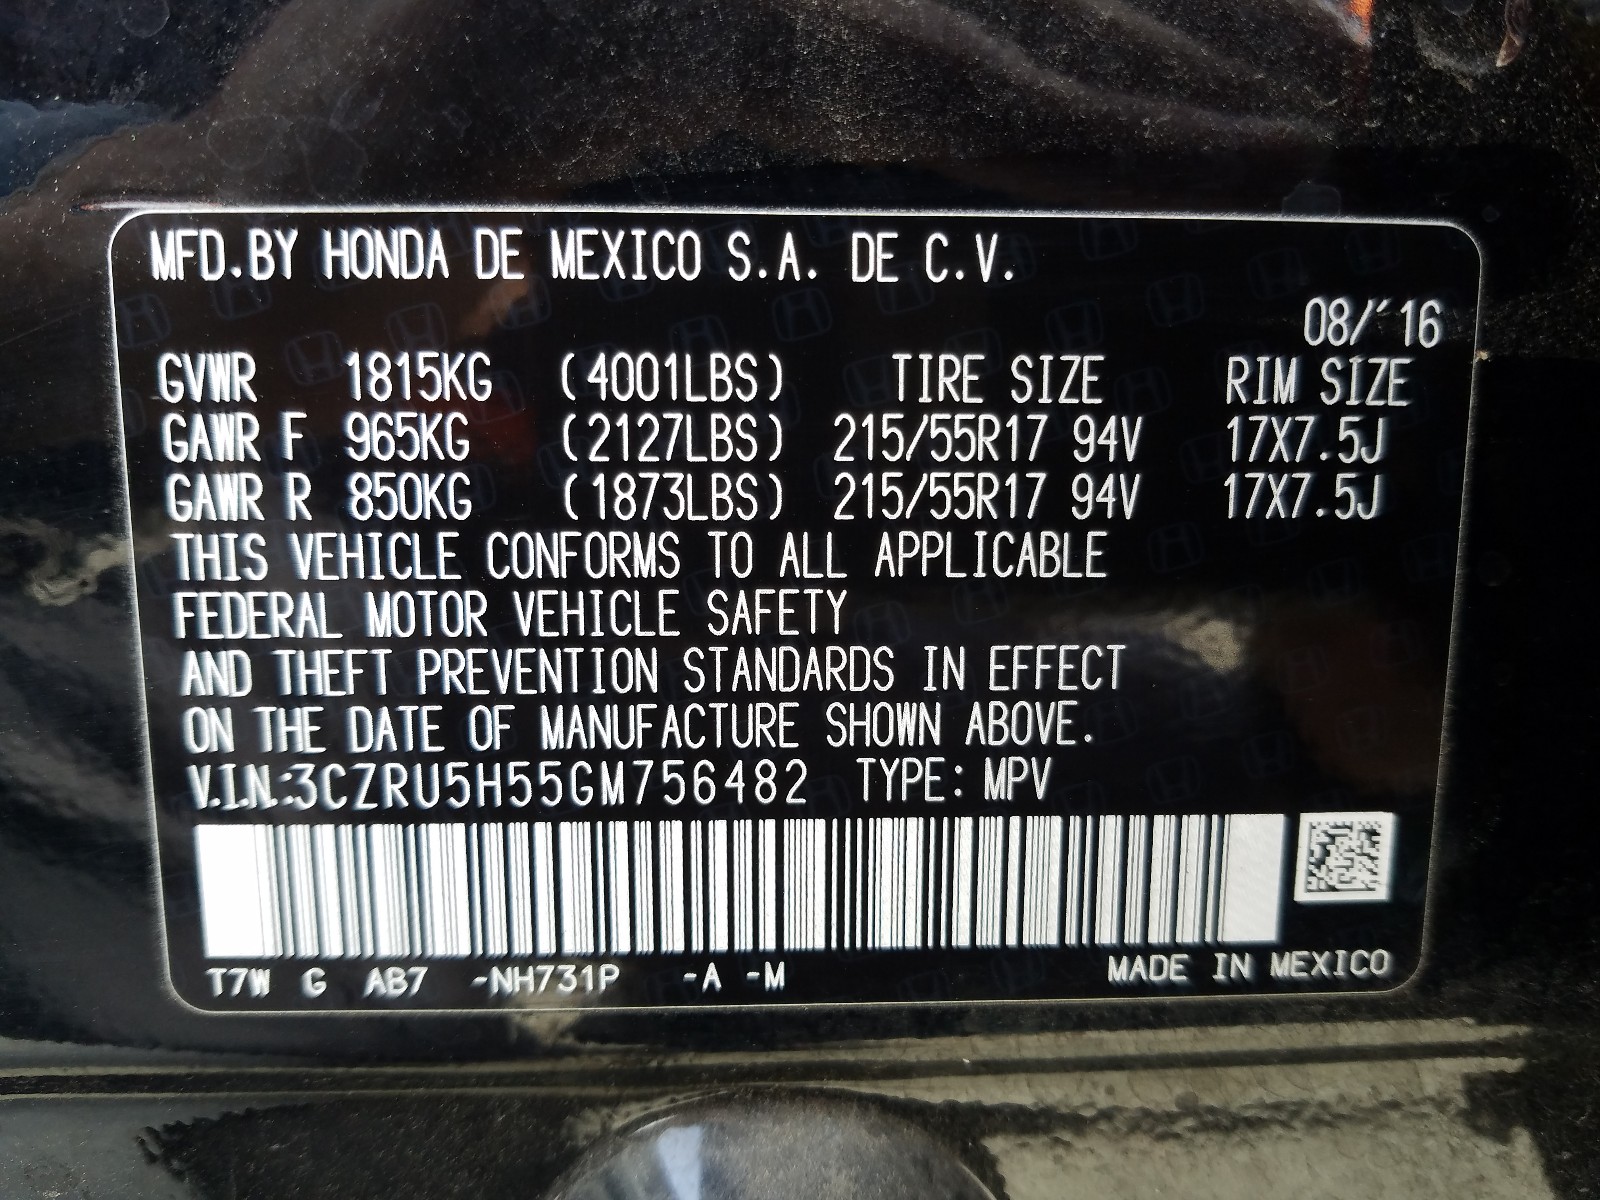 MFD.BY HONDA DE MEXICO S.A. DE C.V.
08/'16
GVWR 1815KG (4001LBS) TIRE SIZE RIM SIZE
GAWR F 965KG (2127LBS) 215/55R17 94V 17X7.5J
GAWR R 850KG (1873LBS) 215/55R17 94V 17X7.5J
THIS VEHICLE CONFORMS TO ALL APPLICABLE
FEDERAL MOTOR VEHICLE SAFETY
AND THEFT PREVENTION STANDARDS IN EFFECT
ON THE DATE OF MANUFACTURE SHOWN ABOVE.
V.I.N.:3CZRU5H55GM756482 TYPE: MPV
T7W G AB7 -NH731P -A -M MADE IN MEXICO